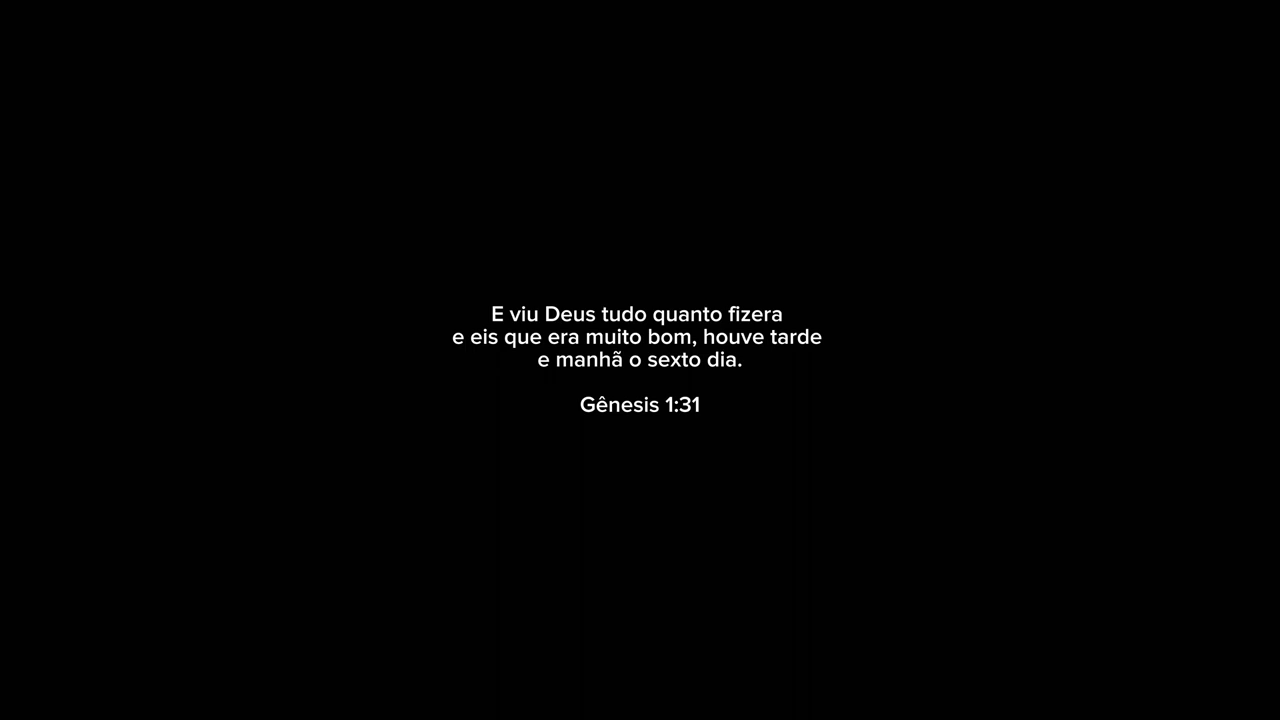 E viu Deus tudo quanto fizera
e eis que era muito bom, houve tarde
e manhã o sexto dia.
Gênesis 1:31